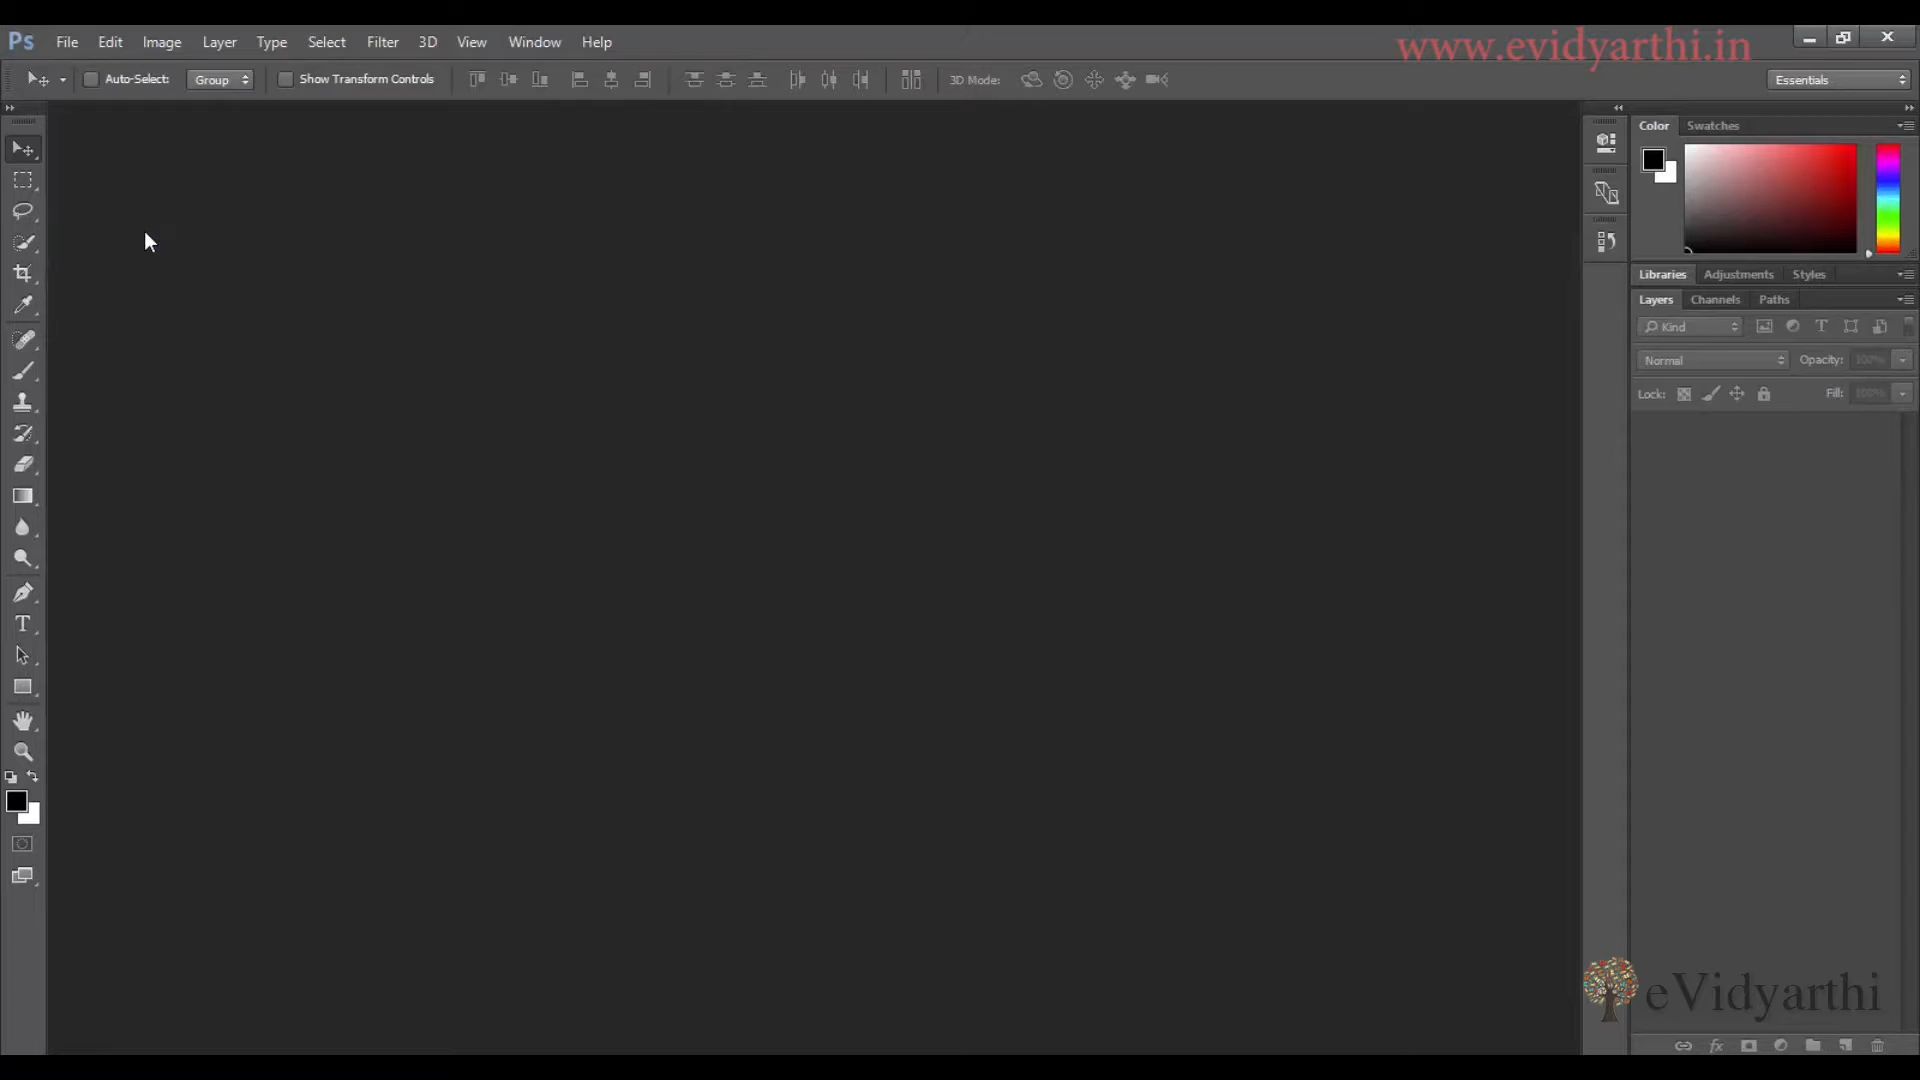 Ps File Edit Image Layer Type Select Filter 3D View Window Help
www.evidyarthi.in
Auto-Select: Group Show Transform Controls 3D Mode: Essentials
Color Swatches
Libraries Adjustments Styles
Layers Channels Paths
Kind T
Normal Opacity: 100%
Lock: Fill: 100%
T
eVidyarthi
fx